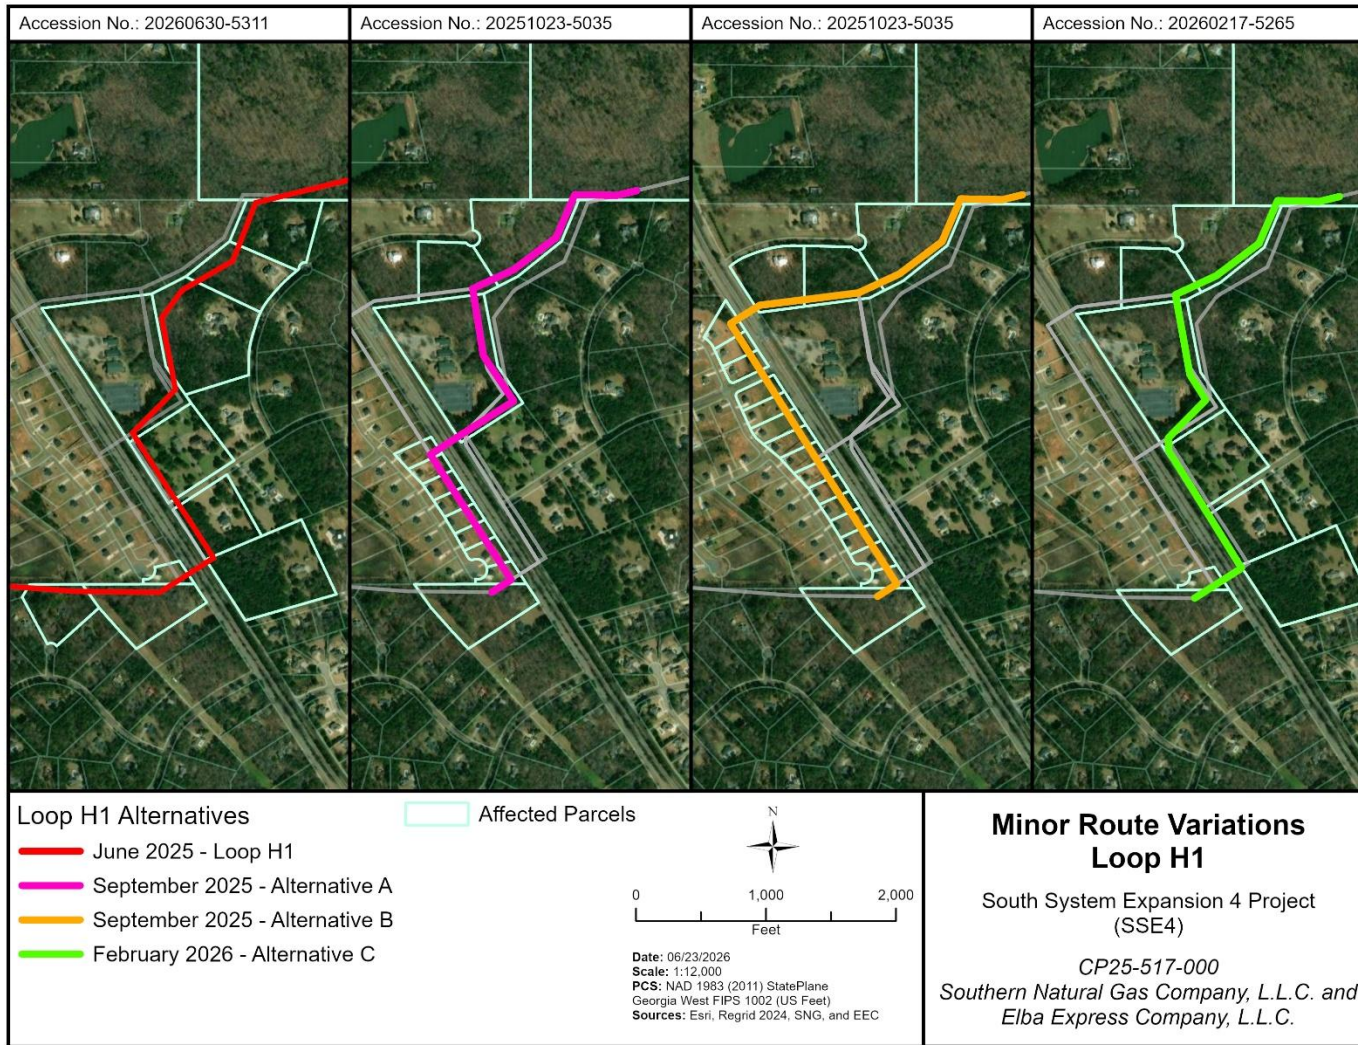 Accession No.: 20260630-5311
Accession No.: 20251023-5035
Accession No.: 20251023-5035
Accession No.: 20260217-5265
Loop H1 Alternatives
June 2025 - Loop H1
September 2025 - Alternative A
September 2025 - Alternative B
February 2026 - Alternative C
Affected Parcels
N
0 1,000 2,000
Feet
Date: 06/23/2026
Scale: 1:12,000
PCS: NAD 1983 (2011) StatePlane
Georgia West FIPS 1002 (US Feet)
Sources: Esri, Regrid 2024, SNG, and EEC
Minor Route Variations
Loop H1
South System Expansion 4 Project
(SSE4)
CP25-517-000
Southern Natural Gas Company, L.L.C. and
Elba Express Company, L.L.C.